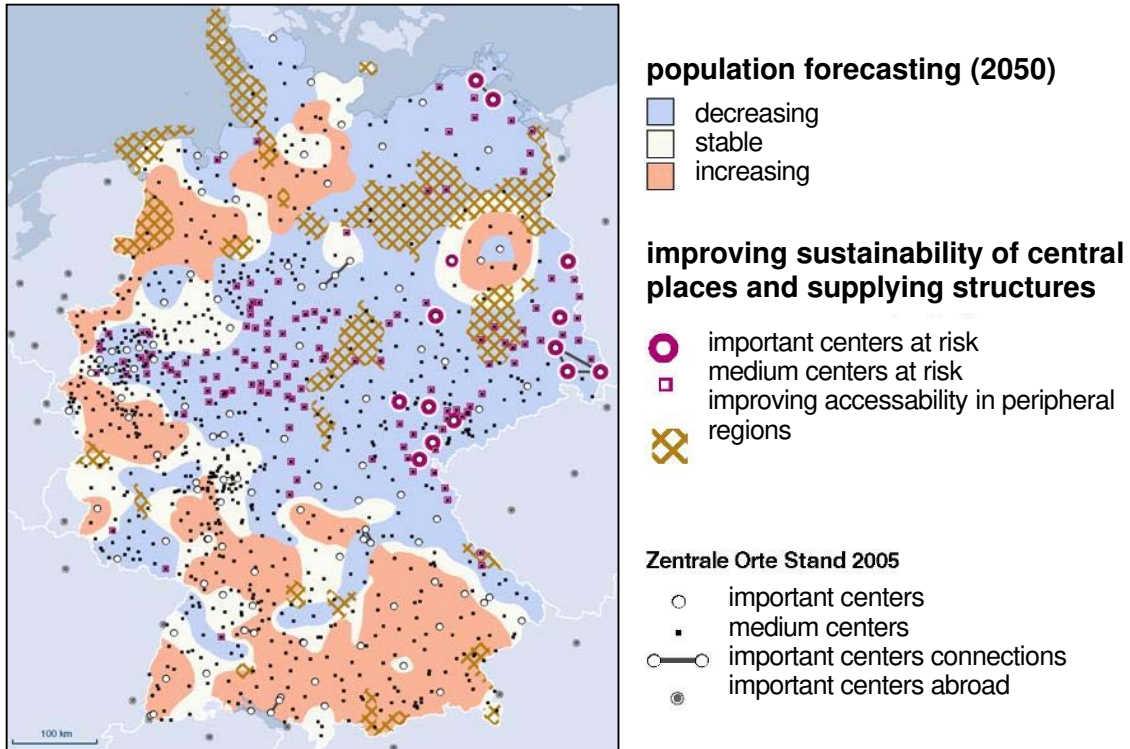 population forecasting (2050)
decreasing
stable
increasing
improving sustainability of central
places and supplying structures
important centers at risk
medium centers at risk
improving accessability in peripheral
regions
Zentrale Orte Stand 2005
important centers
medium centers
important centers connections
important centers abroad
100 km